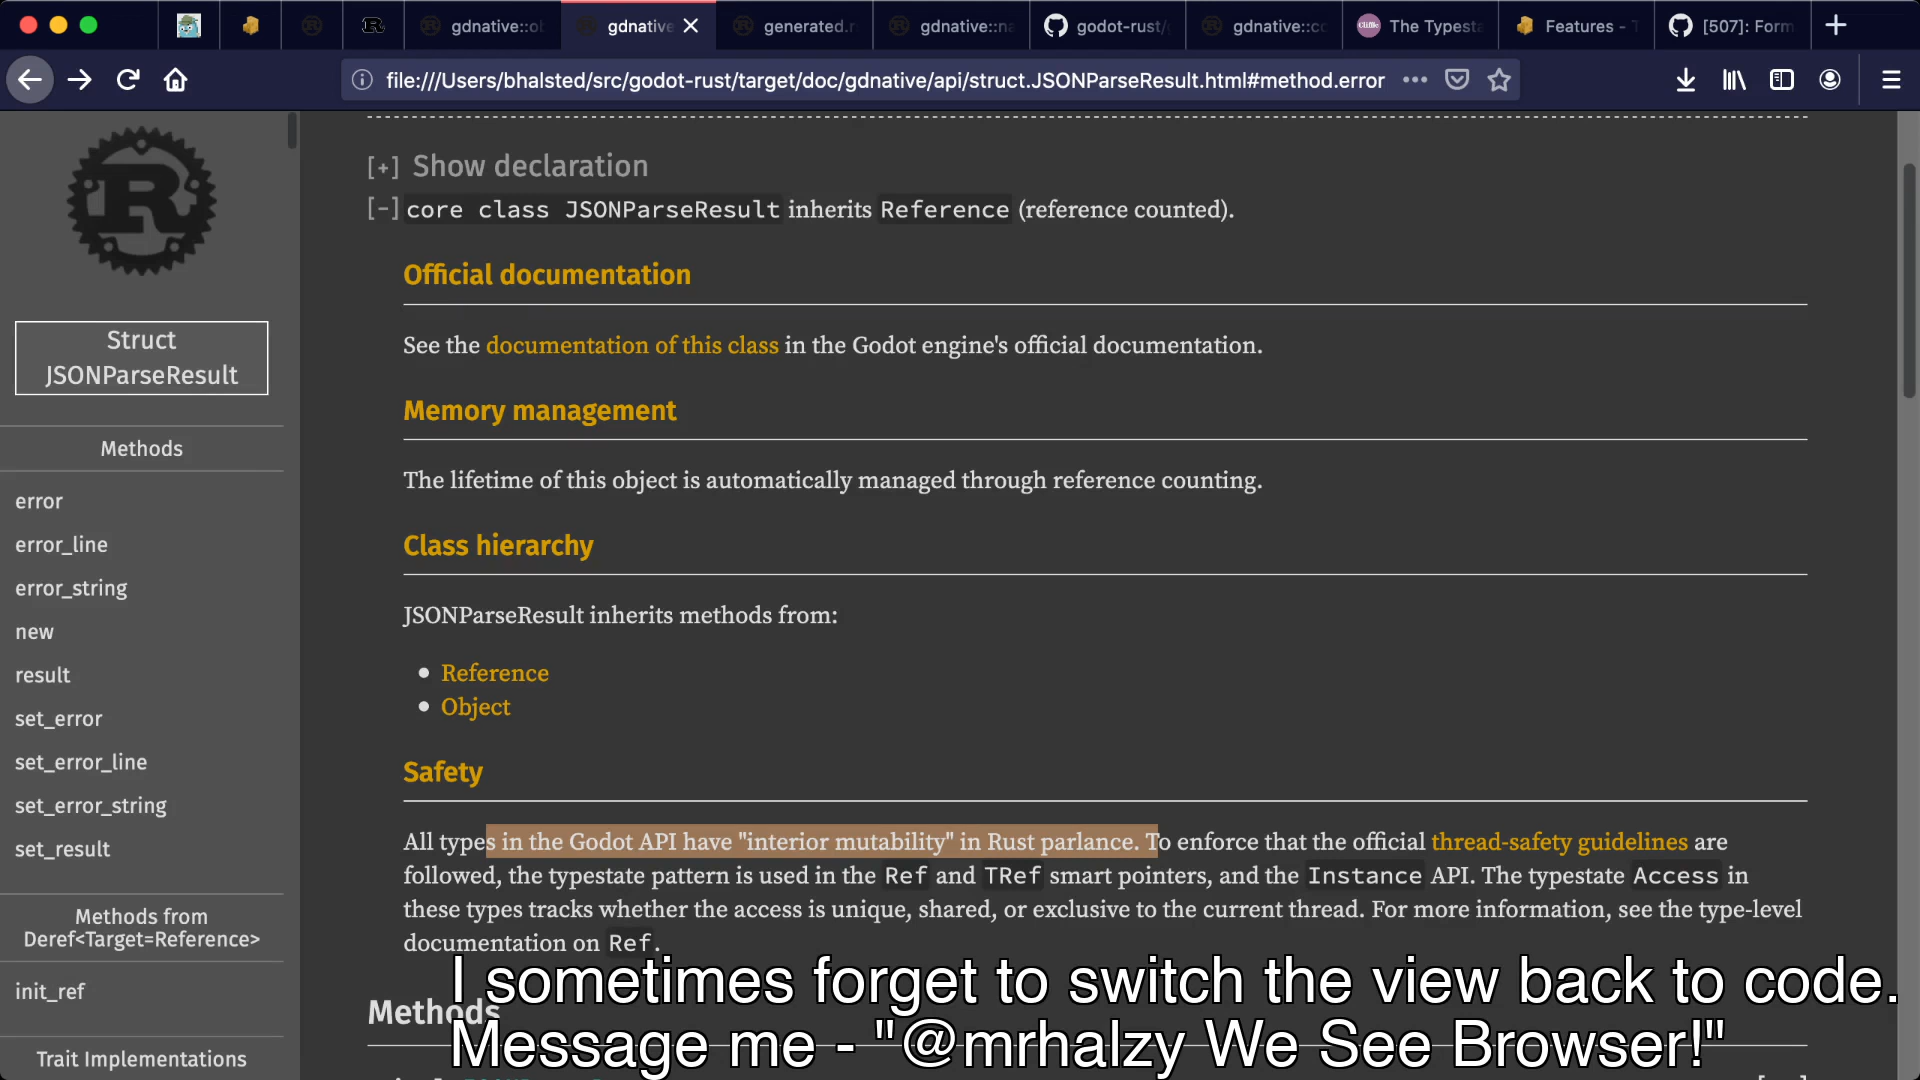 gdnative::ob
gdnative
generated.r
gdnative::na
godot-rust/g
gdnative::co
The Typesta
Features - T
[507]: Form
file:///Users/bhalsted/src/godot-rust/target/doc/gdnative/api/struct.JSONParseResult.html#method.error
[+] Show declaration
[-] core class JSONParseResult inherits Reference (reference counted).
Official documentation
See the documentation of this class in the Godot engine's official documentation.
Memory management
The lifetime of this object is automatically managed through reference counting.
Class hierarchy
JSONParseResult inherits methods from:
• Reference
• Object
Safety
All types in the Godot API have "interior mutability" in Rust parlance. To enforce that the official thread-safety guidelines are
followed, the typestate pattern is used in the Ref and TRef smart pointers, and the Instance API. The typestate Access in
these types tracks whether the access is unique, shared, or exclusive to the current thread. For more information, see the type-level
documentation on Ref.
Methods
Struct
JSONParseResult
Methods
error
error_line
error_string
new
result
set_error
set_error_line
set_error_string
set_result
Methods from
Deref<Target=Reference>
init_ref
Trait Implementations
I sometimes forget to switch the view back to code.
Message me - "@mrhalzy We See Browser!"